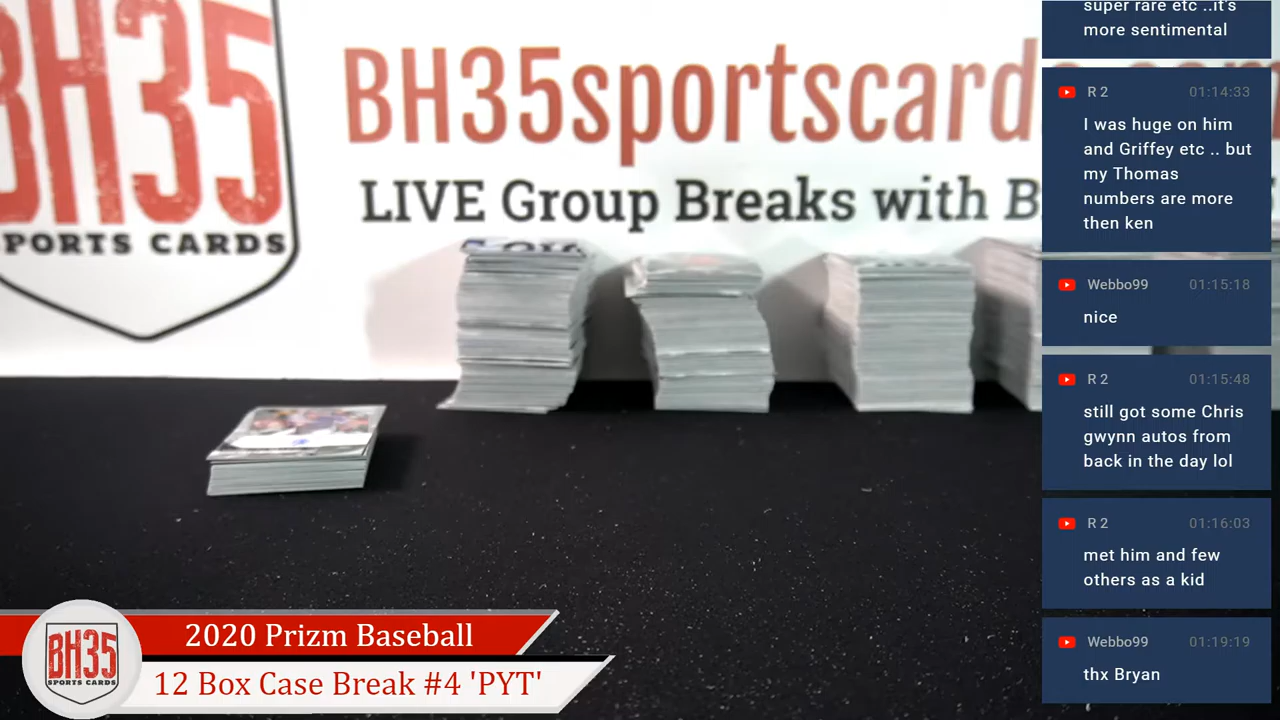 BH35
SPORTS CARDS
BH35sportscard
LIVE Group Breaks with B
super rare etc ..it's
more sentimental
R 2 01:14:33
I was huge on him
and Griffey etc .. but
my Thomas
numbers are more
then ken
Webbo99 01:15:18
nice
R 2 01:15:48
still got some Chris
gwynn autos from
back in the day lol
R 2 01:16:03
met him and few
others as a kid
Webbo99 01:19:19
thx Bryan
BH35
SPORTS CARDS
2020 Prizm Baseball
12 Box Case Break #4 'PYT'